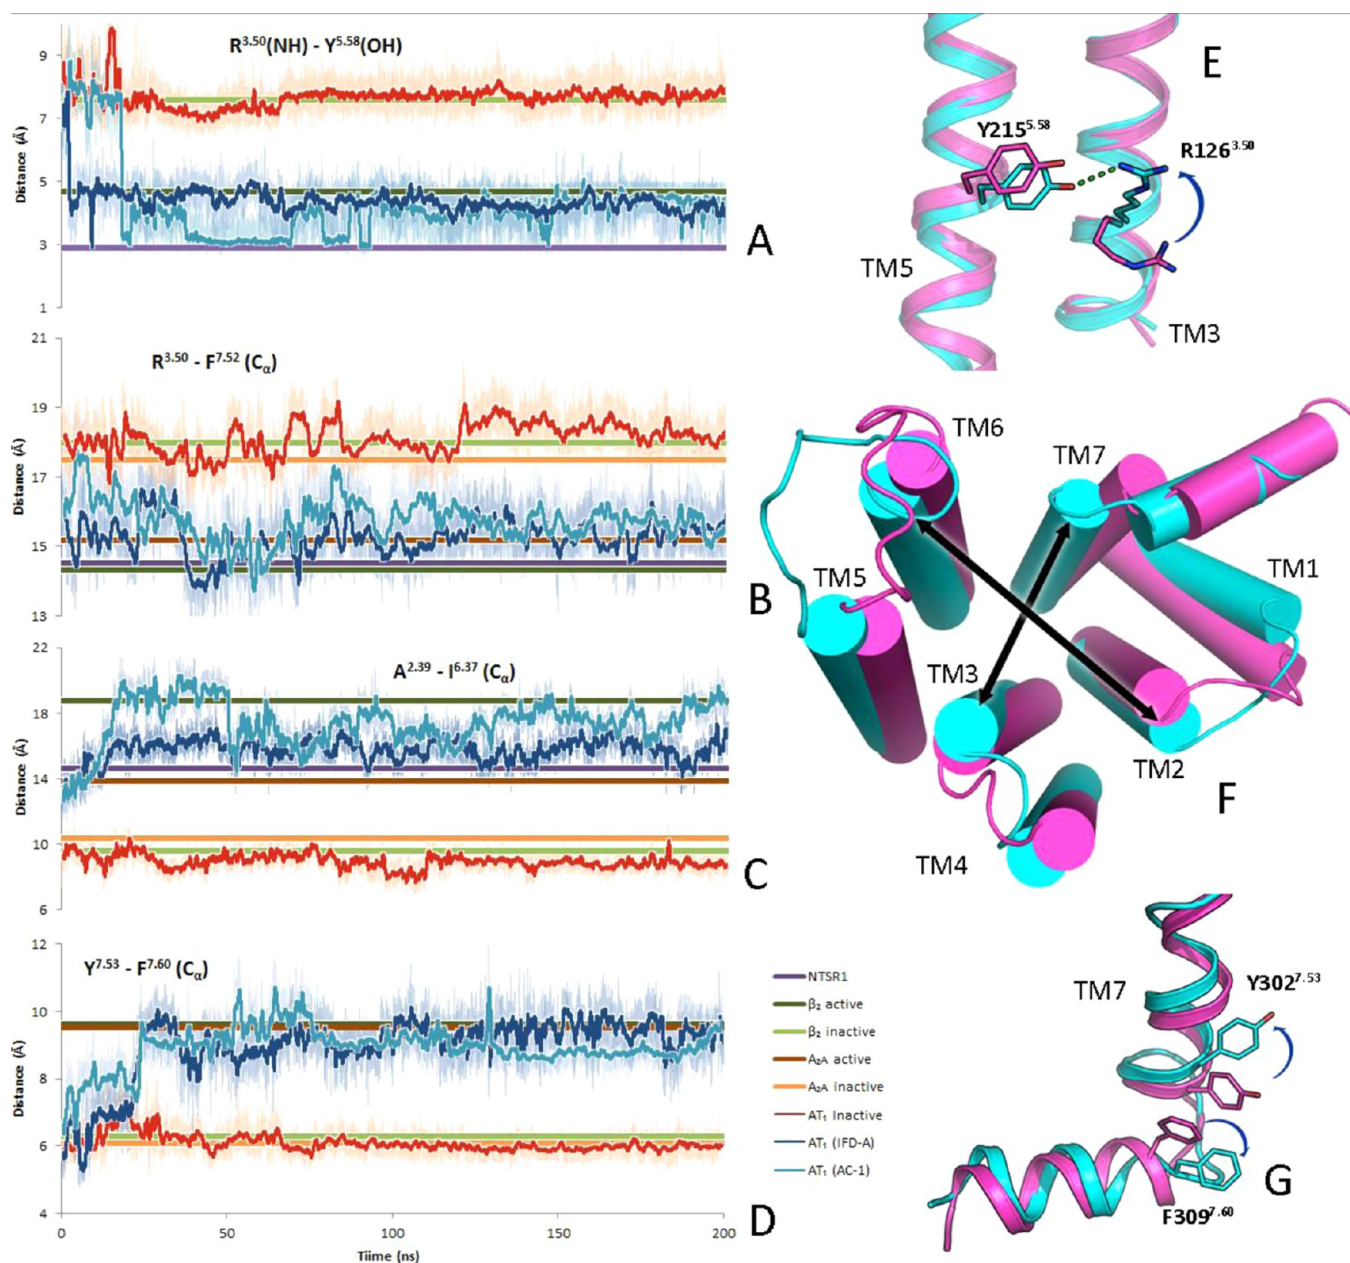 R3.50(NH) - Y5.58(OH)
Distance (Å)
9
7
5
3
1
A
R3.50 - F7.52 (Cα)
Distance (Å)
21
19
17
15
13
B
A2.39 - I6.37 (Cα)
Distance (Å)
22
18
14
10
6
C
Y7.53 - F7.60 (Cα)
Distance (Å)
12
10
8
6
4
0
50
100
150
200
Tiime (ns)
D
NTSR1
β₂ active
β₂ inactive
A₂A active
A₂A inactive
AT₁ Inactive
AT₁ (IFD-A)
AT₁ (AC-1)
E
Y2155.58
R1263.50
TM5
TM3
TM6
TM7
TM5
TM1
TM3
TM2
F
TM4
TM7
Y3027.53
G
F3097.60